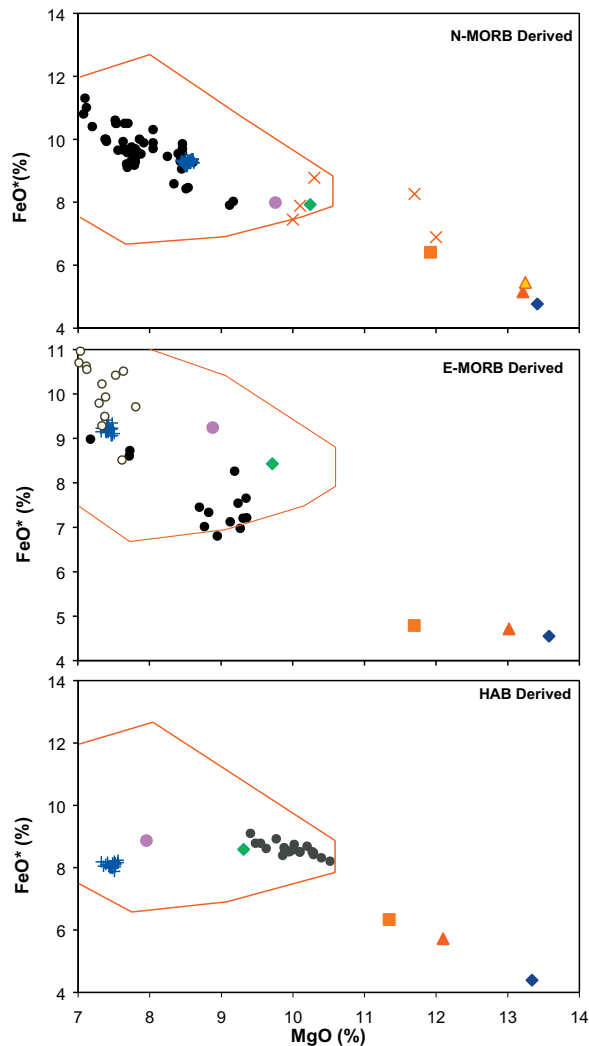 14
N-MORB Derived
12
10
FeO*(%)
8
6
4
11
E-MORB Derived
10
9
8
FeO* (%)
7
6
5
4
14
HAB Derived
12
10
FeO* (%)
8
6
4
7 8 9 10 11 12 13 14
MgO (%)